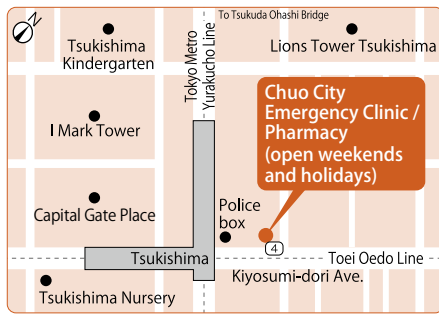 To Tsukuda Ohashi Bridge
Tsukishima
Kindergarten
Tokyo Metro
Yurakucho Line
Lions Tower Tsukishima
Chuo City
Emergency Clinic /
Pharmacy
(open weekends
and holidays)
I Mark Tower
Capital Gate Place
Police
box
4
Tsukishima
Toei Oedo Line
Kiyosumi-dori Ave.
Tsukishima Nursery